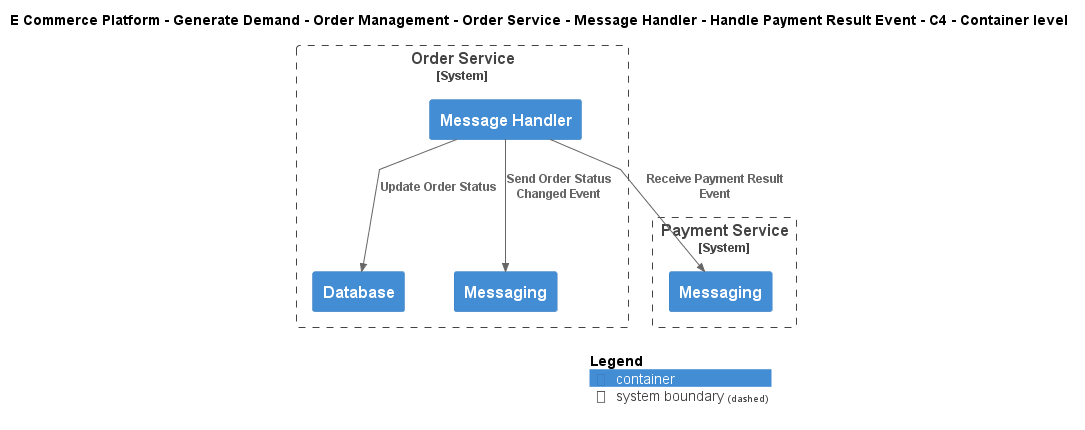 E Commerce Platform - Generate Demand - Order Management - Order Service - Message Handler - Handle Payment Result Event - C4 - Container level
Order Service
[System]
Message Handler
Update Order Status
Send Order Status
Changed Event
Receive Payment Result
Event
Payment Service
[System]
Database
Messaging
Messaging
Legend
container
system boundary (dashed)